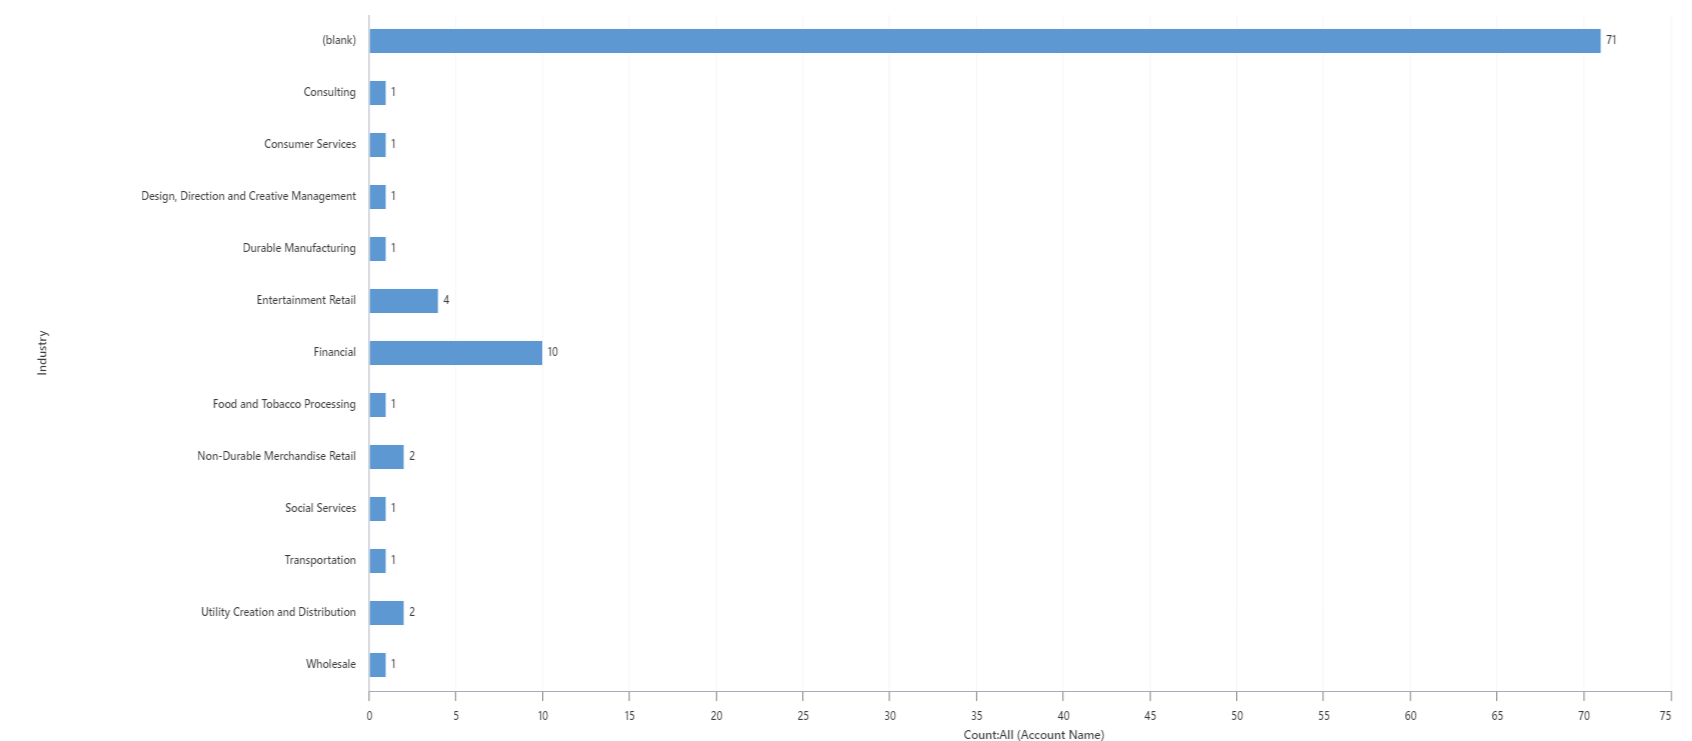 (blank) 71
Consulting 1
Consumer Services 1
Design, Direction and Creative Management 1
Durable Manufacturing 1
Entertainment Retail 4
Industry
Financial 10
Food and Tobacco Processing 1
Non-Durable Merchandise Retail 2
Social Services 1
Transportation 1
Utility Creation and Distribution 2
Wholesale 1
0 5 10 15 20 25 30 35 40 45 50 55 60 65 70 75
Count:All (Account Name)